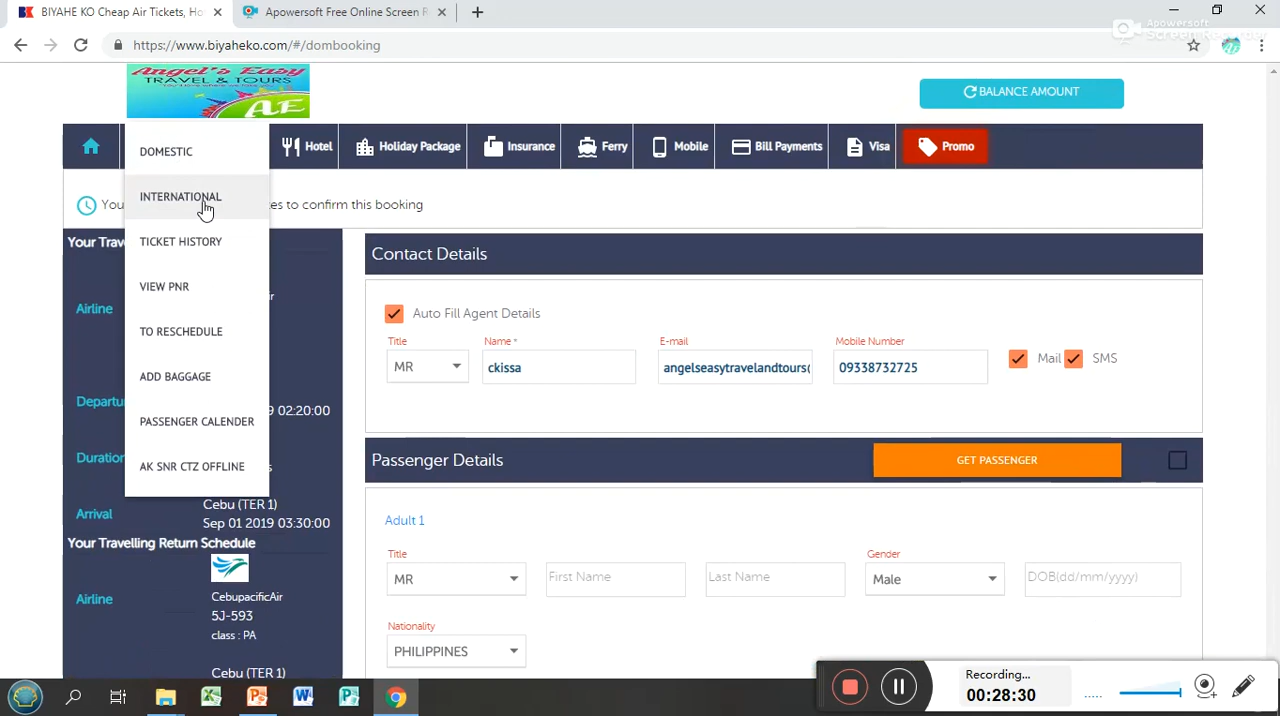 BIYAHE KO Cheap Air Tickets, Ho
Apowersoft Free Online Screen R
https://www.biyaheko.com/#/dombooking
Apowersoft
Screen Recorder
Angel's Easy
TRAVEL & TOURS
AE
BALANCE AMOUNT
Hotel
Holiday Package
Insurance
Ferry
Mobile
Bill Payments
Visa
Promo
DOMESTIC
INTERNATIONAL
TICKET HISTORY
VIEW PNR
TO RESCHEDULE
ADD BAGGAGE
PASSENGER CALENDER
AK SNR CTZ OFFLINE
You
es to confirm this booking
Your Trav
Airline
ir
Departu
9 02:20:00
Duration
s
Arrival
Cebu (TER 1)
Sep 01 2019 03:30:00
Your Travelling Return Schedule
Airline
CebupacificAir
5J-593
class : PA
Cebu (TER 1)
Contact Details
Auto Fill Agent Details
Title
Name *
E-mail
Mobile Number
MR
ckissa
angelseasytravelandtours(
09338732725
Mail
SMS
Passenger Details
GET PASSENGER
Adult 1
Title
Gender
MR
First Name
Last Name
Male
DOB(dd/mm/yyyy)
Nationality
PHILIPPINES
Recording...
00:28:30